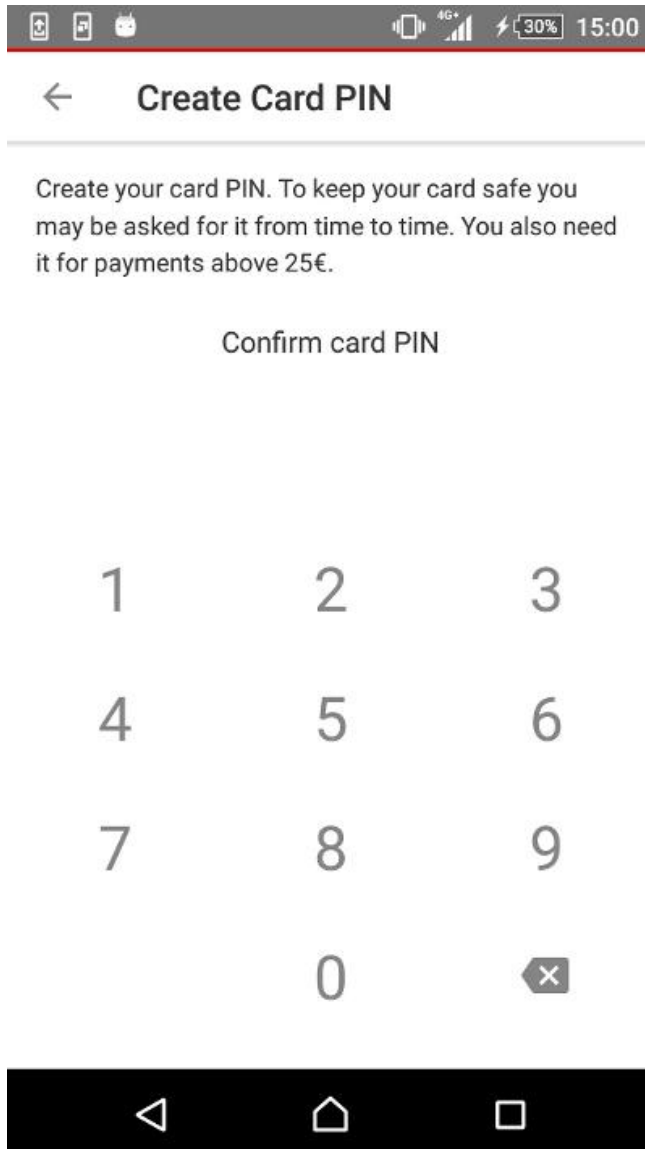 4G+ 30% 15:00
Create Card PIN
Create your card PIN. To keep your card safe you
may be asked for it from time to time. You also need
it for payments above 25€.
Confirm card PIN
1 2 3
4 5 6
7 8 9
0